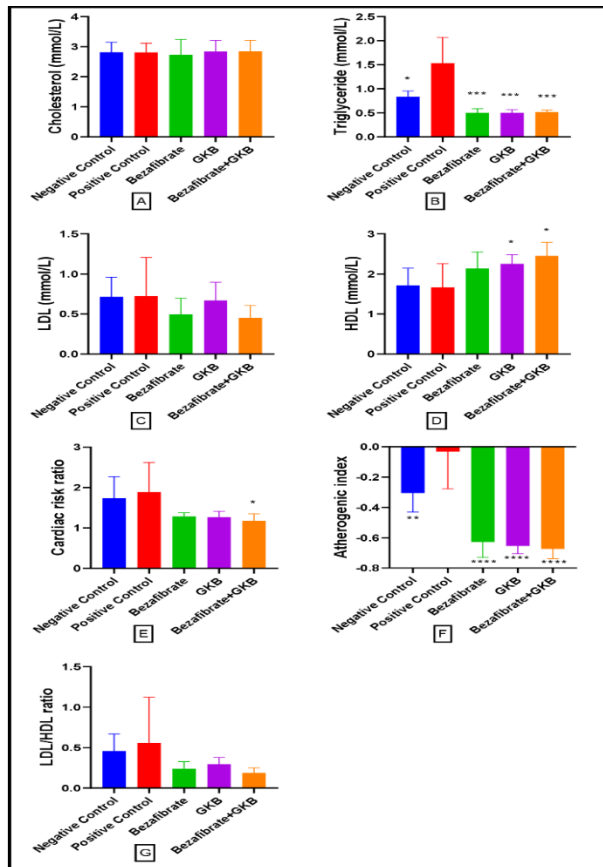 Cholesterol (mmol/L)
4
3
2
1
0
Negative Control
Positive Control
Bezafibrate
GKB
Bezafibrate+GKB
A
Triglyceride (mmol/L)
2.5
2.0
1.5
1.0
0.5
0.0
*
***
***
***
Negative Control
Positive Control
Bezafibrate
GKB
Bezafibrate+GKB
B
LDL (mmol/L)
1.5
1.0
0.5
0.0
Negative Control
Positive Control
Bezafibrate
GKB
Bezafibrate+GKB
C
HDL (mmol/L)
3
2
1
0
*
*
Negative Control
Positive Control
Bezafibrate
GKB
Bezafibrate+GKB
D
Cardiac risk ratio
3
2
1
0
*
Negative Control
Positive Control
Bezafibrate
GKB
Bezafibrate+GKB
E
Atherogenic index
-0.0
-0.2
-0.4
-0.6
-0.8
**
****
****
****
Negative Control
Positive Control
Bezafibrate
GKB
Bezafibrate+GKB
F
LDL/HDL ratio
1.5
1.0
0.5
0.0
Negative Control
Positive Control
Bezafibrate
GKB
Bezafibrate+GKB
G